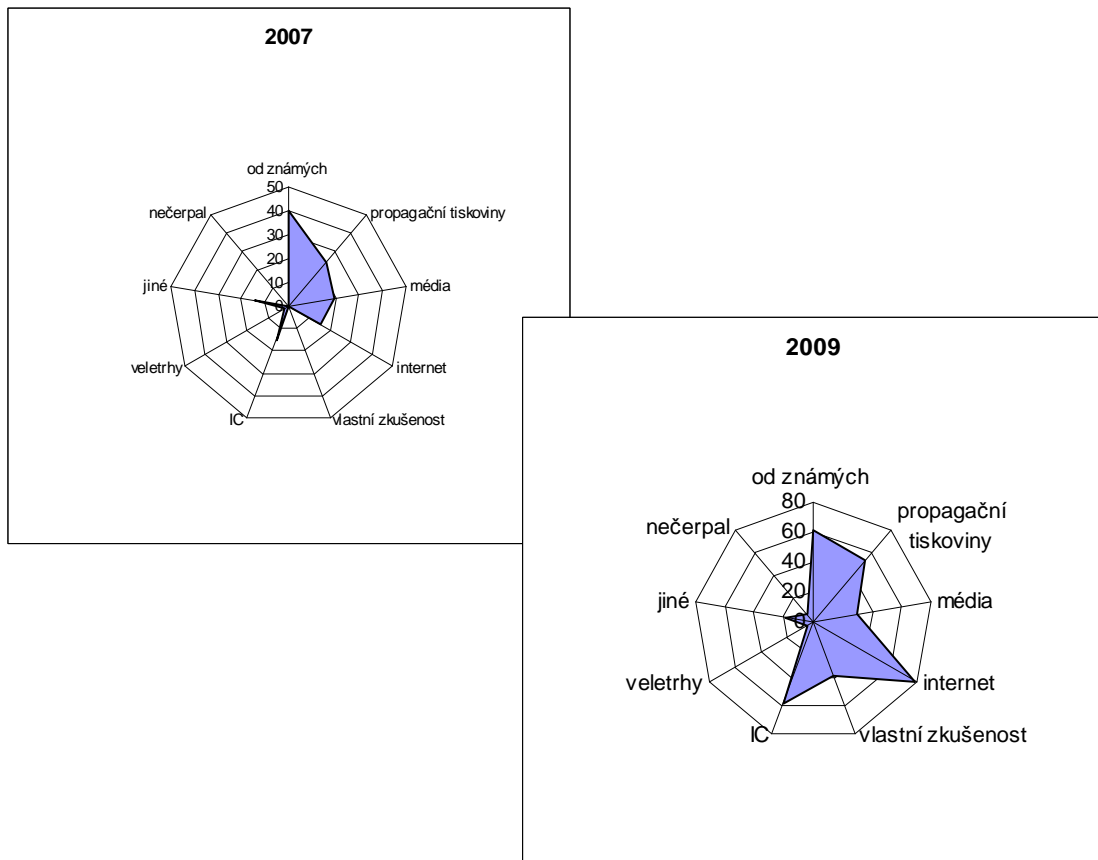 2007
od známých
50
40
30
20
10
0
propagační tiskoviny
média
internet
vlastní zkušenost
IC
veletrhy
jiné
nečerpal
2009
od známých
80
60
40
20
0
propagační
tiskoviny
média
internet
vlastní zkušenost
IC
veletrhy
jiné
nečerpal